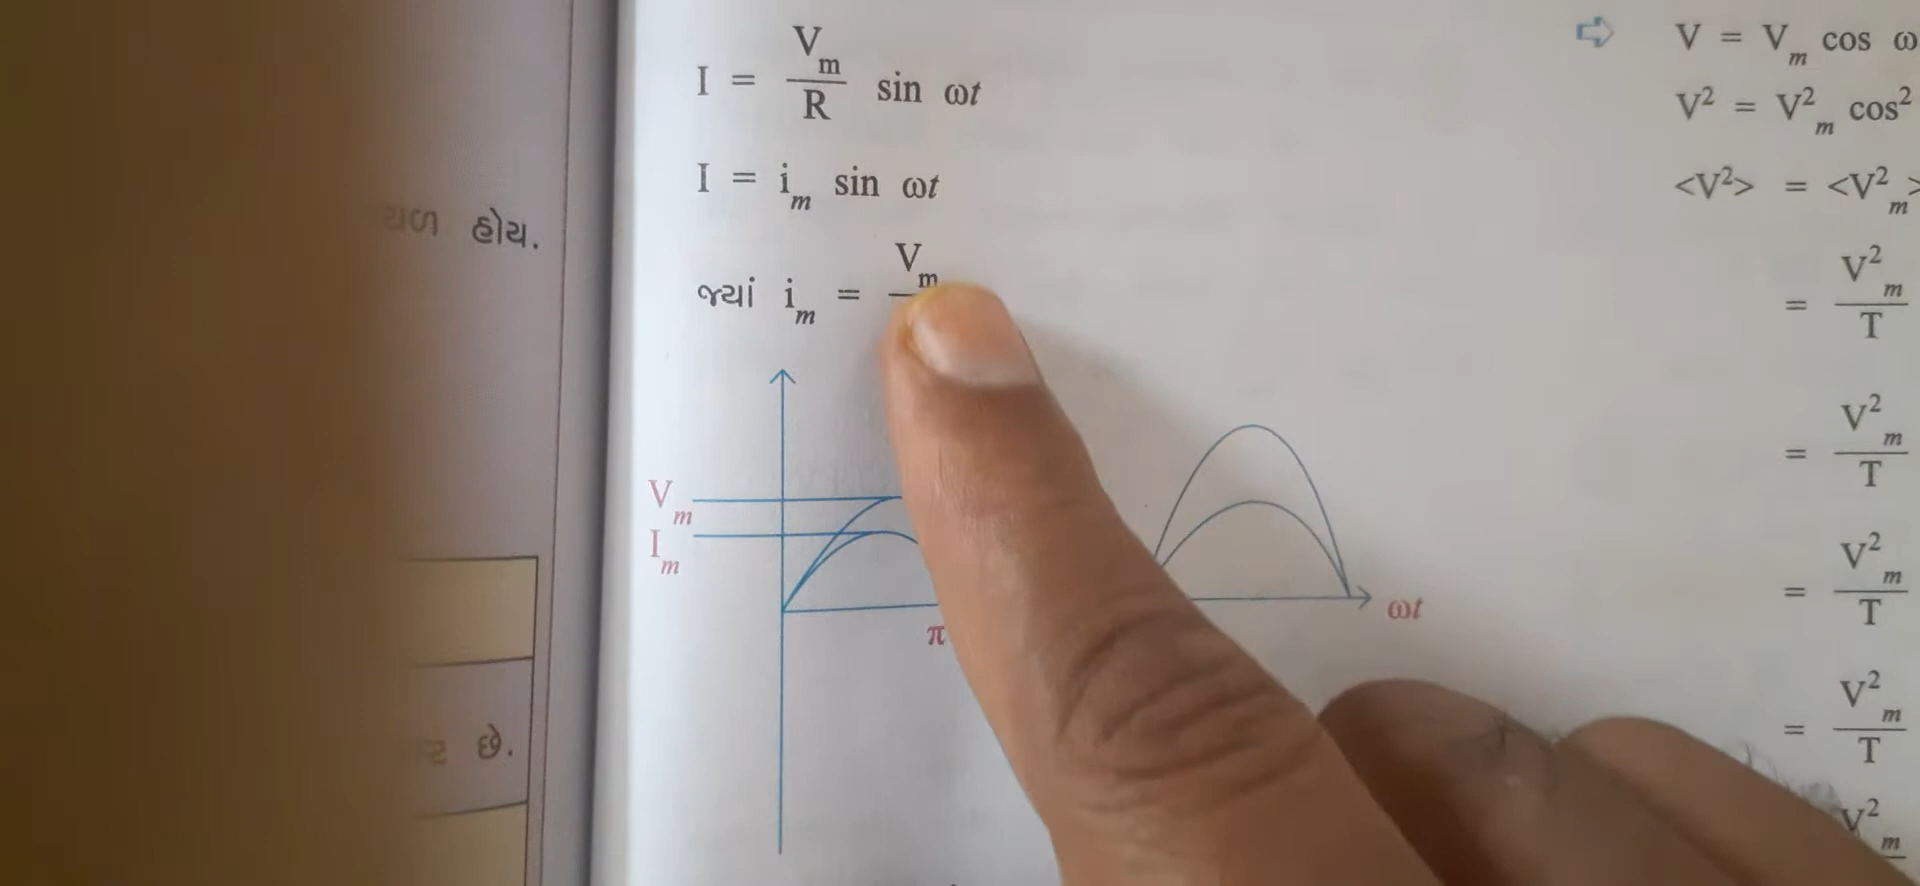 હોય.
છે.
I = V_m/R sin ωt
I = i_m sin ωt
જ્યાં i_m = V_m
V_m
I_m
π
ωt
⇨ V = V_m cos ω
V² = V²_m cos²
<V²> = <V²_m >
= V²_m/T
= V²_m/T
= V²_m/T
= V²_m/T
V²_m